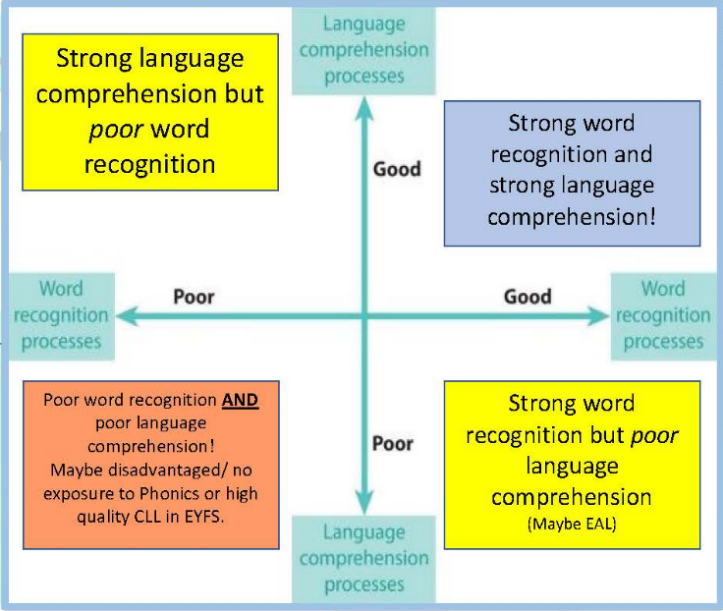 Language
comprehension
processes
Strong language
comprehension but
poor word
recognition
Good
Strong word
recognition and
strong language
comprehension!
Word
recognition
processes
Poor
Good
Word
recognition
processes
Poor word recognition AND
poor language
comprehension!
Maybe disadvantaged/ no
exposure to Phonics or high
quality CLL in EYFS.
Poor
Strong word
recognition but poor
language
comprehension
(Maybe EAL)
Language
comprehension
processes